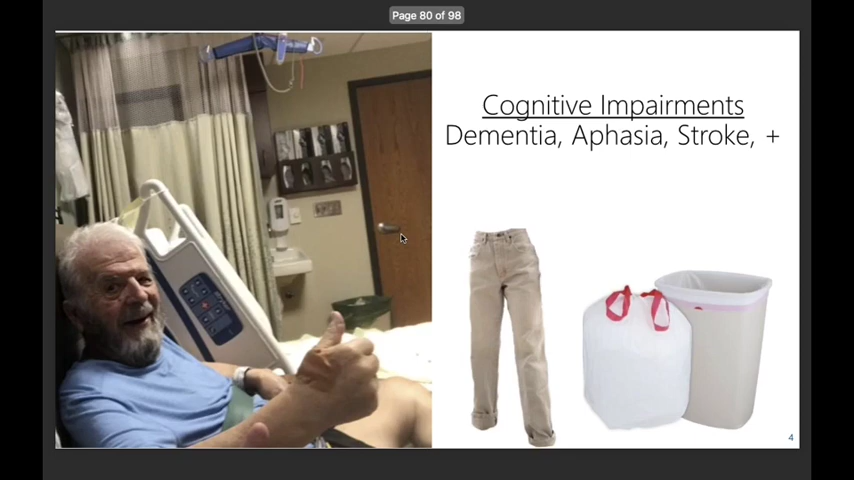 Page 80 of 98
Cognitive Impairments
Dementia, Aphasia, Stroke, +
4